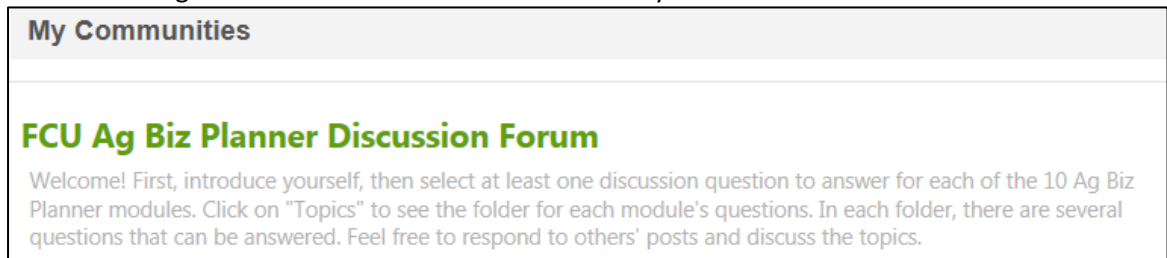 My Communities
FCU Ag Biz Planner Discussion Forum
Welcome! First, introduce yourself, then select at least one discussion question to answer for each of the 10 Ag Biz
Planner modules. Click on "Topics" to see the folder for each module's questions. In each folder, there are several
questions that can be answered. Feel free to respond to others' posts and discuss the topics.